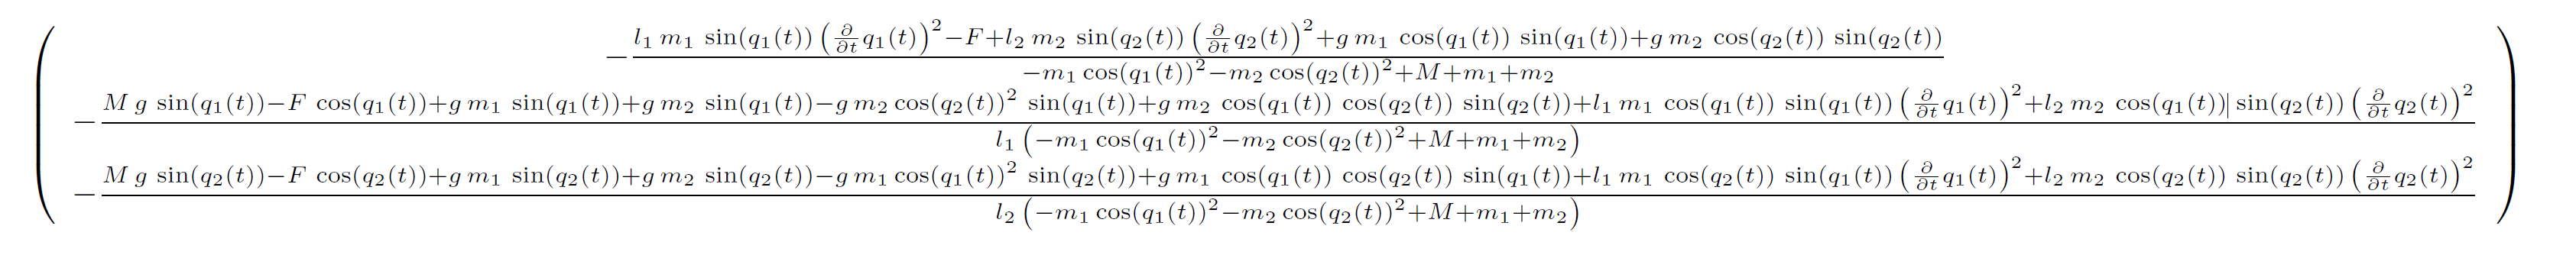 − (l₁ m₁ sin(q₁(t)) (∂/∂t q₁(t))² − F + l₂ m₂ sin(q₂(t)) (∂/∂t q₂(t))² + g m₁ cos(q₁(t)) sin(q₁(t)) + g m₂ cos(q₂(t)) sin(q₂(t))) / (−m₁ cos(q₁(t))² − m₂ cos(q₂(t))² + M + m₁ + m₂)
− (M g sin(q₁(t)) − F cos(q₁(t)) + g m₁ sin(q₁(t)) + g m₂ sin(q₁(t)) − g m₂ cos(q₂(t))² sin(q₁(t)) + g m₂ cos(q₁(t)) cos(q₂(t)) sin(q₂(t)) + l₁ m₁ cos(q₁(t)) sin(q₁(t)) (∂/∂t q₁(t))² + l₂ m₂ cos(q₁(t))| sin(q₂(t)) (∂/∂t q₂(t))²) / (l₁ (−m₁ cos(q₁(t))² − m₂ cos(q₂(t))² + M + m₁ + m₂))
− (M g sin(q₂(t)) − F cos(q₂(t)) + g m₁ sin(q₂(t)) + g m₂ sin(q₂(t)) − g m₁ cos(q₁(t))² sin(q₂(t)) + g m₁ cos(q₁(t)) cos(q₂(t)) sin(q₁(t)) + l₁ m₁ cos(q₂(t)) sin(q₁(t)) (∂/∂t q₁(t))² + l₂ m₂ cos(q₂(t)) sin(q₂(t)) (∂/∂t q₂(t))²) / (l₂ (−m₁ cos(q₁(t))² − m₂ cos(q₂(t))² + M + m₁ + m₂))